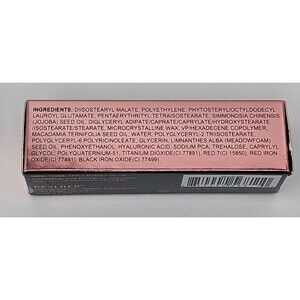 INGREDIENTS: DIISOSTEARYL MALATE, POLYETHYLENE, PHYTOSTERYL/OCTYLDODECYL
LAUROYL GLUTAMATE, PENTAERYTHRITYL TETRAISOSTEARATE, SIMMONDSIA CHINENSIS
(JOJOBA) SEED OIL, DIGLYCERYL ADIPATE/CAPRATE/CAPRYLATE/HYDROXYSTEARATE
/ISOSTEARATE/STEARATE, MICROCRYSTALLINE WAX, VP/HEXADECENE COPOLYMER,
MACADAMIA TERNIFOLIA SEED OIL, WATER, POLYGLYCERYL-2 TRIISOSTEARATE,
POLYGLYCERYL-6 POLYRICINOLEATE, GLYCERIN, LIMNANTHES ALBA (MEADOWFOAM)
SEED OIL, PHENOXYETHANOL, HYALURONIC ACID, SODIUM PCA, TREHALOSE, CAPRYLYL
GLYCOL, POLYQUATERNIUM-51, TITANIUM DIOXIDE(CI 77891), RED 7(CI 15850), RED IRON
OXIDE(CI 77491), BLACK IRON OXIDE(CI 77499)